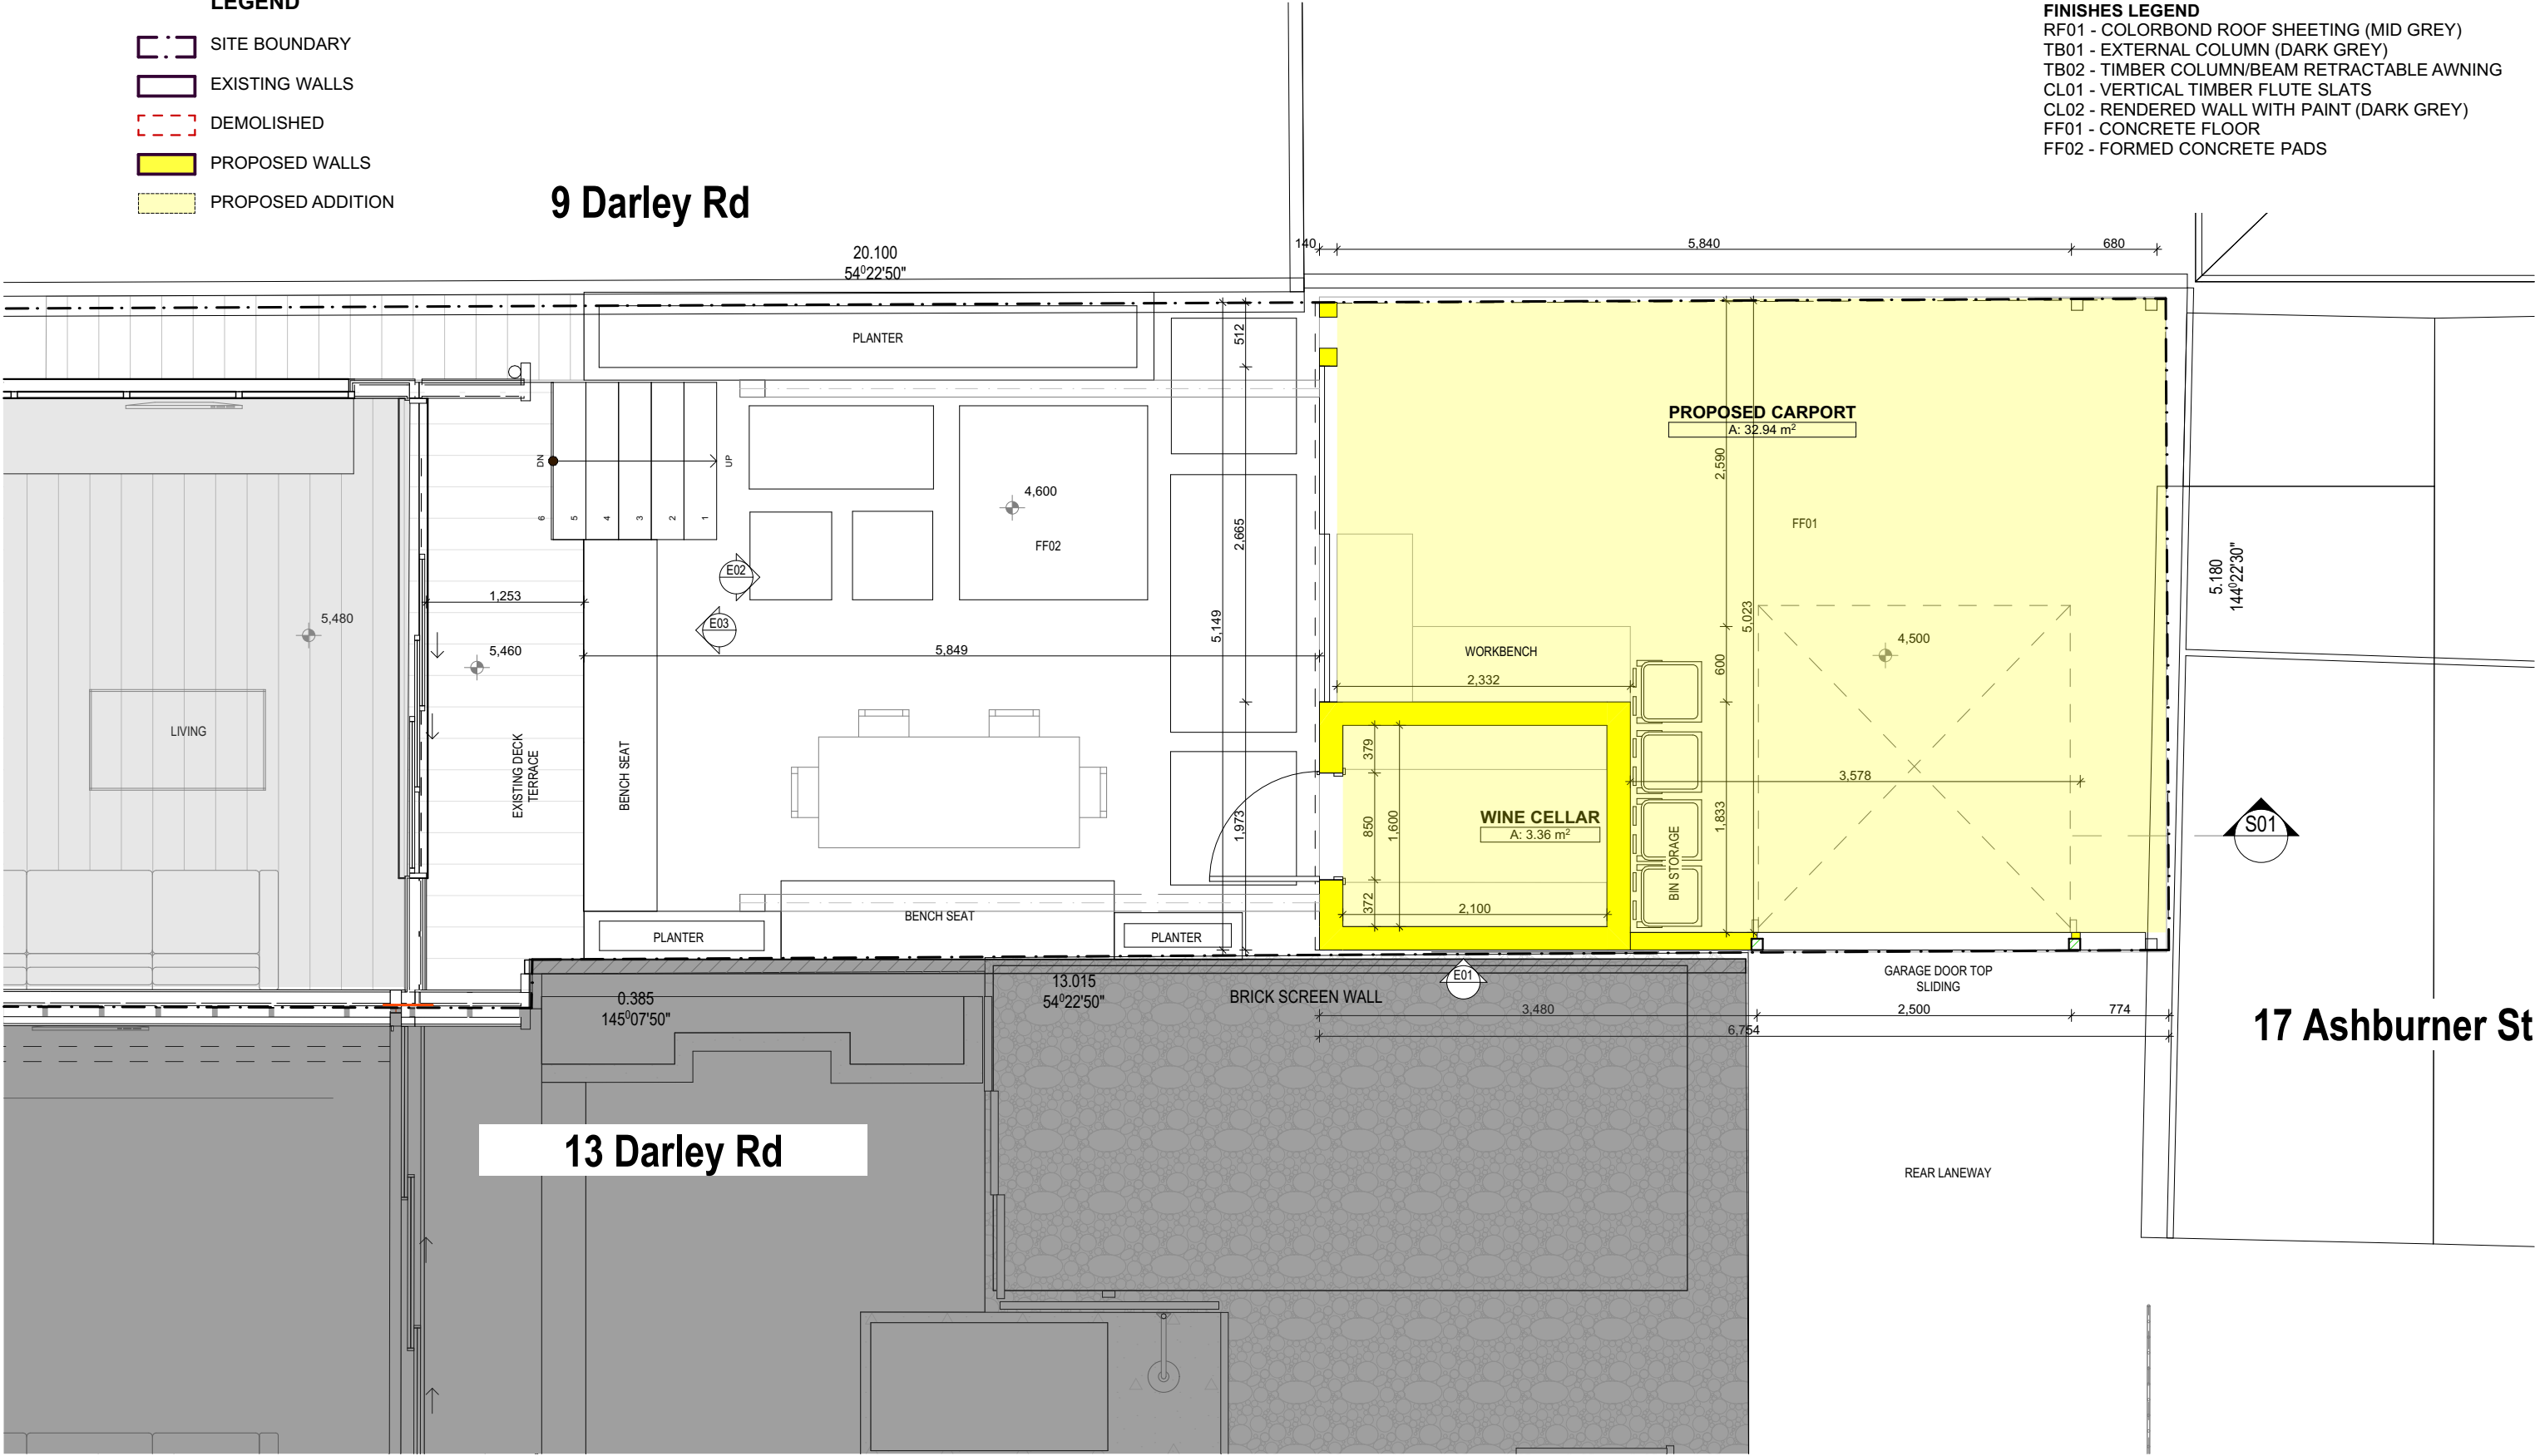 LEGEND
SITE BOUNDARY
EXISTING WALLS
DEMOLISHED
PROPOSED WALLS
PROPOSED ADDITION
FINISHES LEGEND
RF01 - COLORBOND ROOF SHEETING (MID GREY)
TB01 - EXTERNAL COLUMN (DARK GREY)
TB02 - TIMBER COLUMN/BEAM RETRACTABLE AWNING
CL01 - VERTICAL TIMBER FLUTE SLATS
CL02 - RENDERED WALL WITH PAINT (DARK GREY)
FF01 - CONCRETE FLOOR
FF02 - FORMED CONCRETE PADS
9 Darley Rd
20.100
54⁰22'50"
140
5,840
680
PLANTER
512
PROPOSED CARPORT
A: 32.94 m²
2,590
DN
UP
6
5
4
3
2
1
4,600
FF02
2,665
FF01
E02
E03
1,253
5,480
5,460
5,849
5,149
5,023
4,500
600
WORKBENCH
2,332
5.180
144⁰22'30"
LIVING
EXISTING DECK
TERRACE
BENCH SEAT
379
850
1,600
372
WINE CELLAR
A: 3.36 m²
2,100
1,973
1,833
3,578
BIN STORAGE
S01
BENCH SEAT
PLANTER
PLANTER
0.385
145⁰07'50"
13.015
54⁰22'50"
BRICK SCREEN WALL
E01
GARAGE DOOR TOP
SLIDING
3,480
2,500
774
6,754
17 Ashburner St
13 Darley Rd
REAR LANEWAY